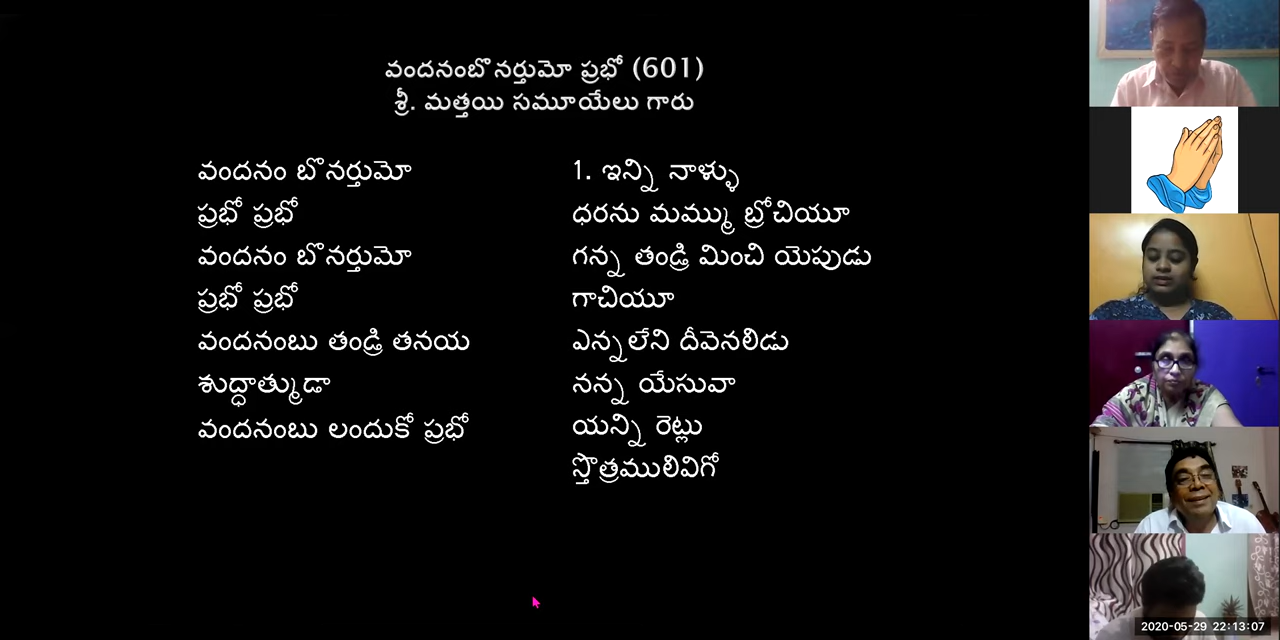 వందనంబొనర్తుమో ప్రభో (601)
శ్రీ. మత్తయి సమూయేలు గారు
వందనం బొనర్తుమో
ప్రభో ప్రభో
వందనం బొనర్తుమో
ప్రభో ప్రభో
వందనంబు తండ్రి తనయ
శుద్ధాత్ముడా
వందనంబు లందుకో ప్రభో
1. ఇన్ని నాళ్ళు
ధరను మమ్ము బ్రోచియూ
గన్న తండ్రి మించి యెపుడు
గాచియూ
ఎన్నలేని దీవెనలిడు
నన్న యేసువా
యన్ని రెట్లు
స్తొత్రములివిగో
2020-05-29 22:13:07